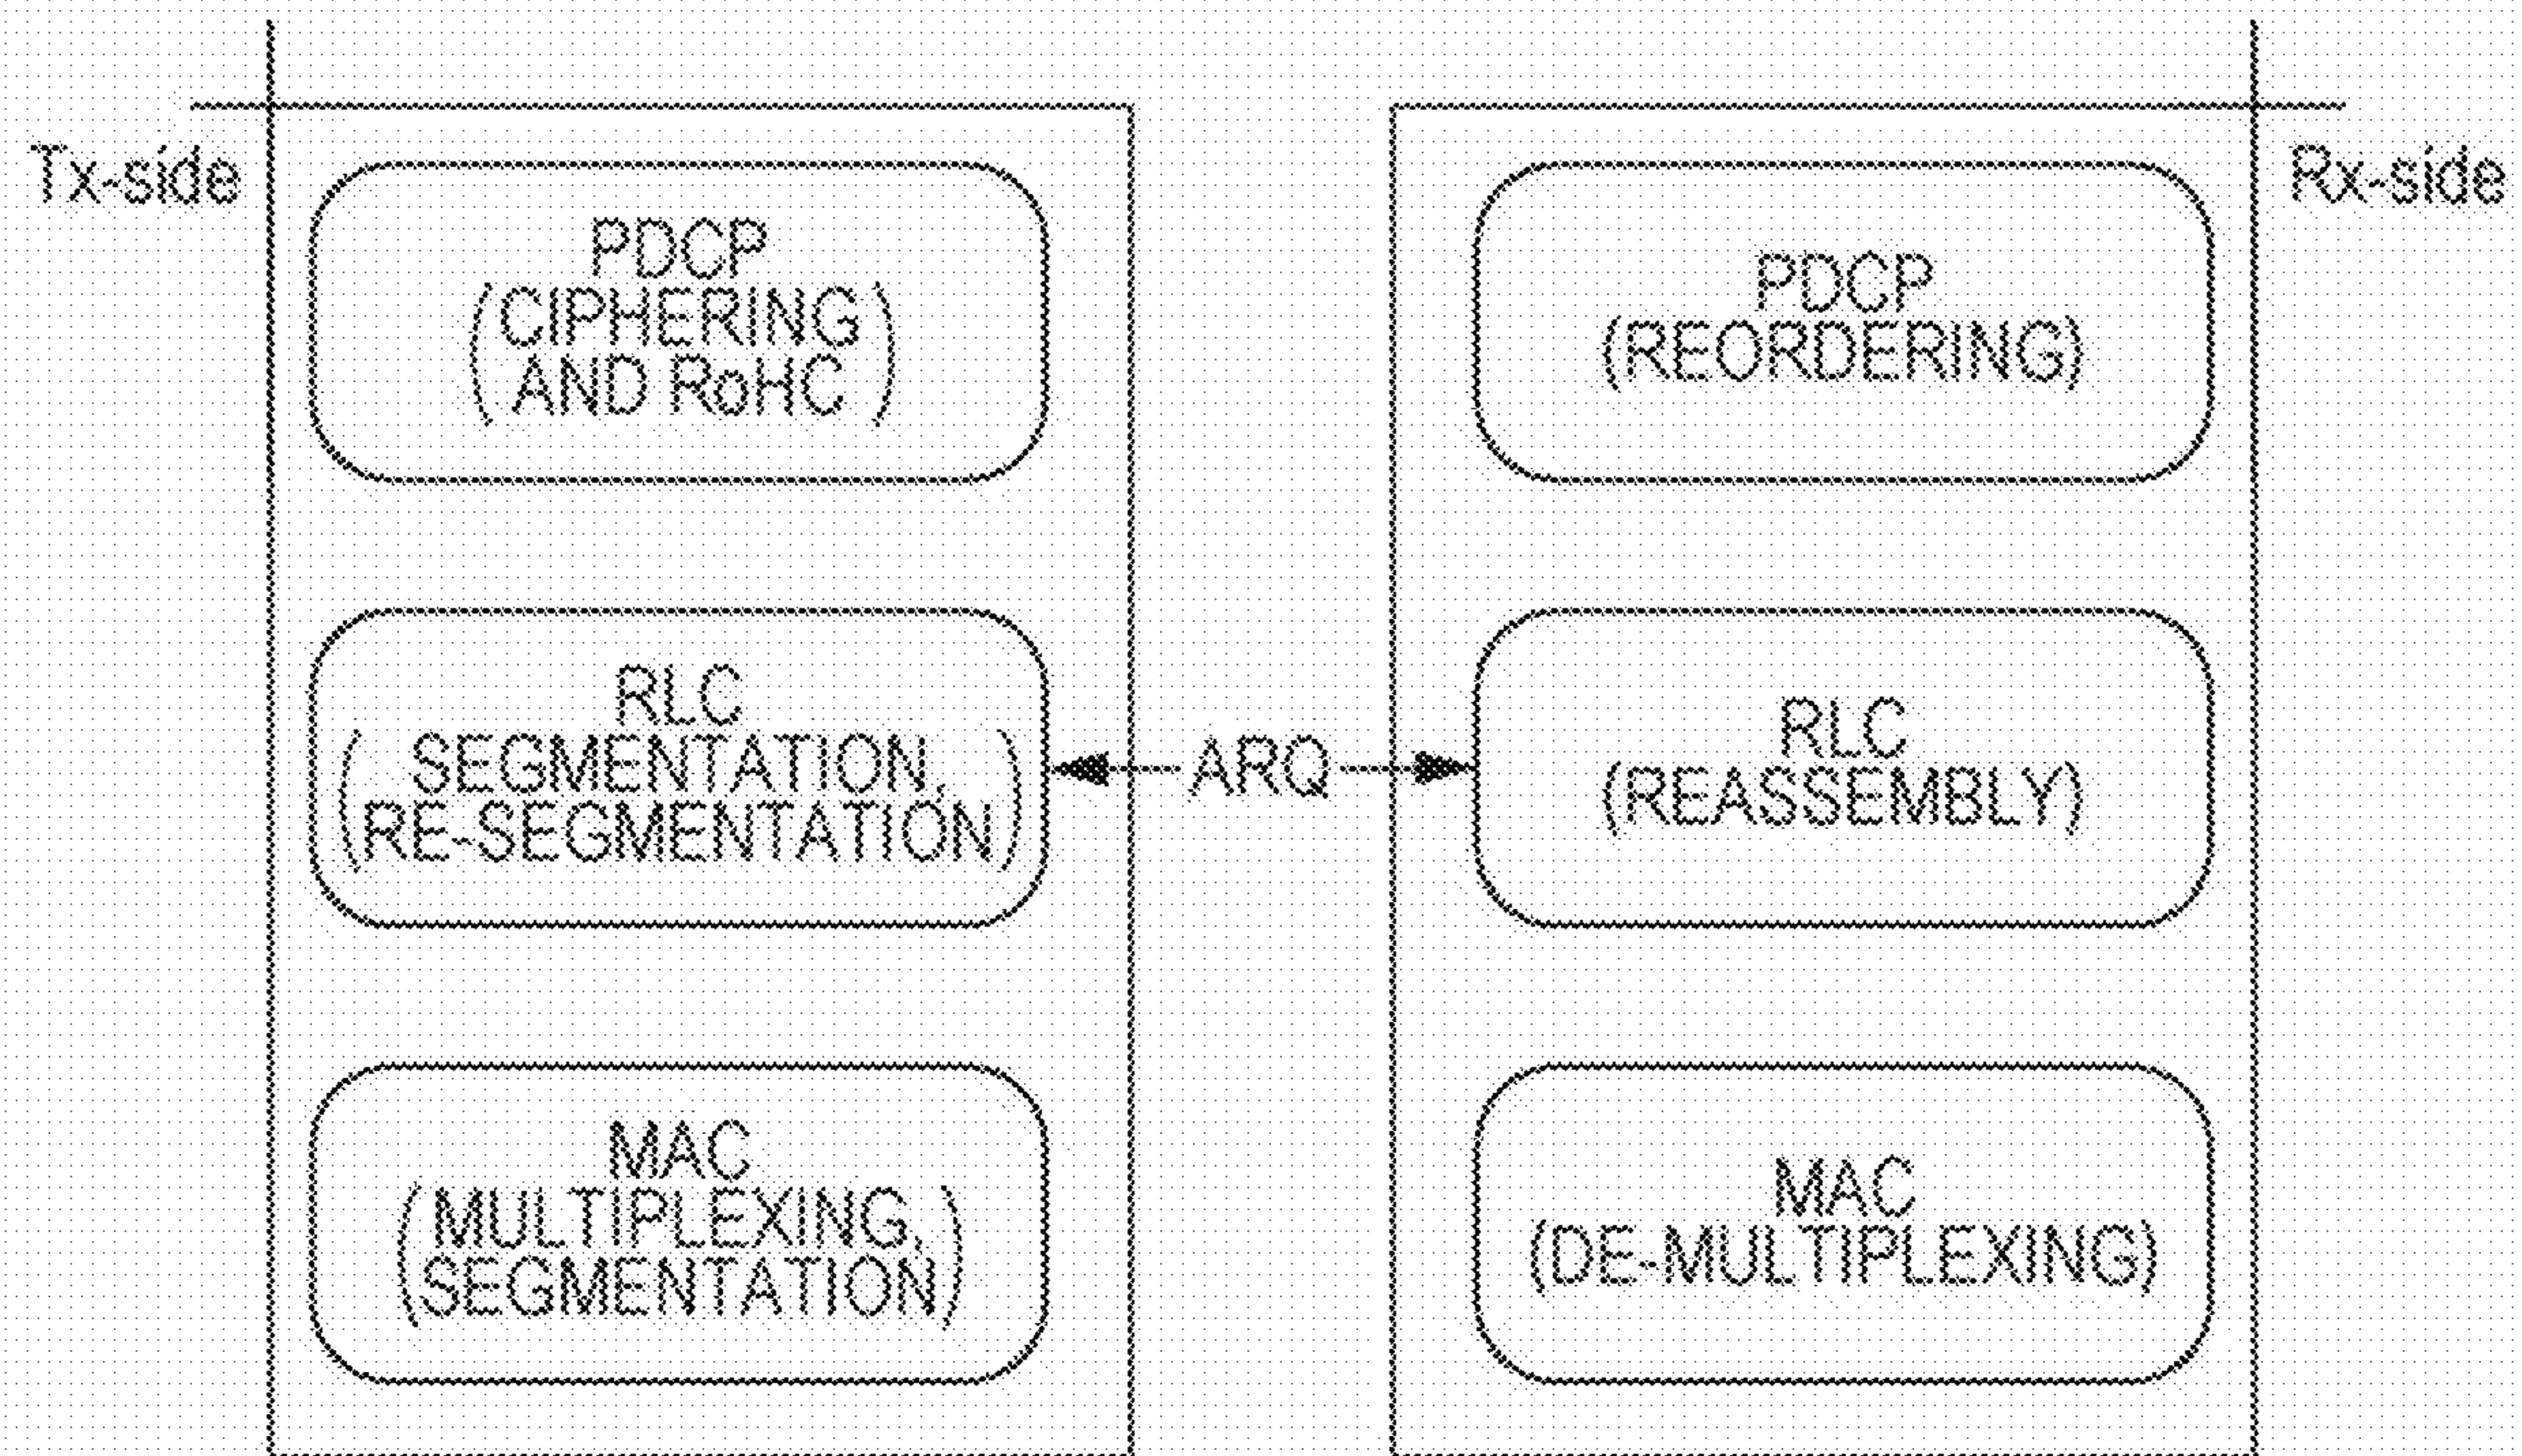 Tx-side
PDCP
(CIPHERING
AND RoHC)
RLC
(SEGMENTATION,
RE-SEGMENTATION)
MAC
(MULTIPLEXING,
SEGMENTATION)
ARQ
Rx-side
PDCP
(REORDERING)
RLC
(REASSEMBLY)
MAC
(DE-MULTIPLEXING)